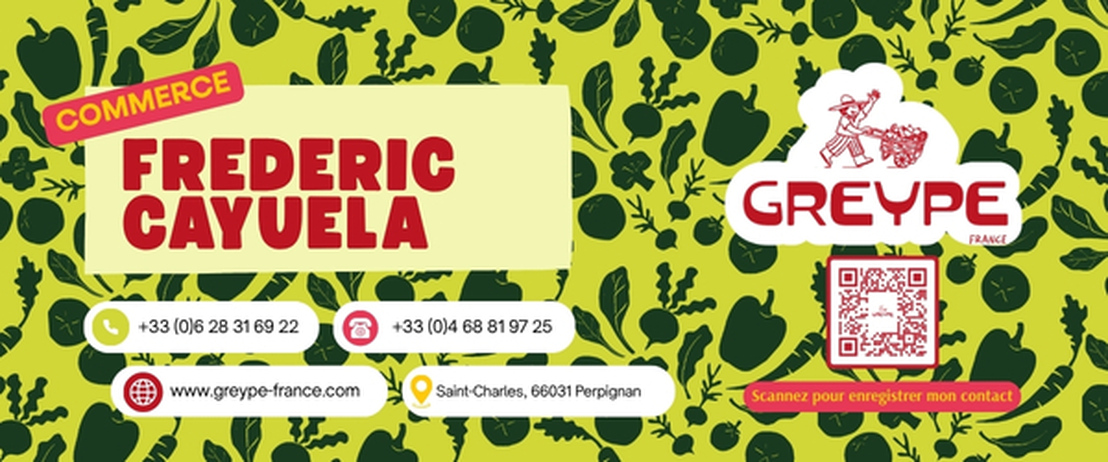 COMMERCE
FREDERIC
CAYUELA
+33 (0)6 28 31 69 22
+33 (0)4 68 81 97 25
www.greype-france.com
Saint-Charles, 66031 Perpignan
GREYPE
FRANCE
Scannez pour enregistrer mon contact